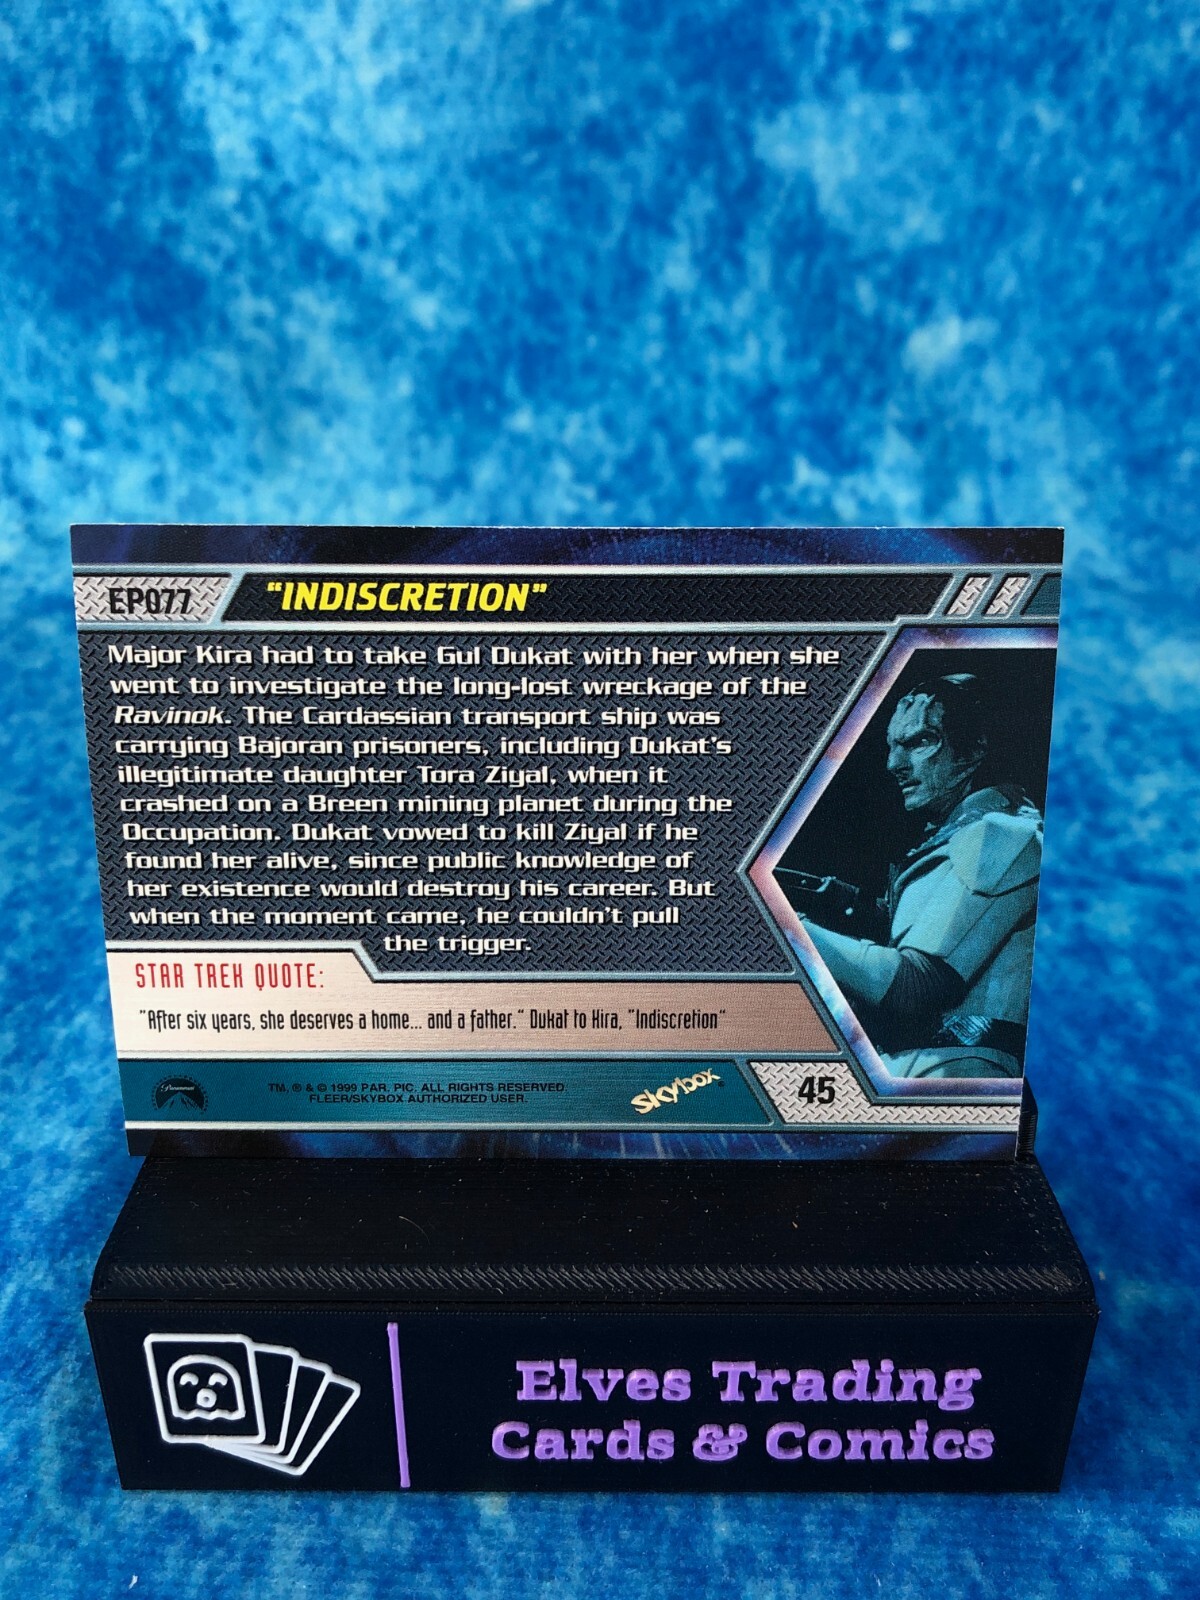 EP077
"INDISCRETION"
Major Kira had to take Gul Dukat with her when she
went to investigate the long-lost wreckage of the
Ravinok. The Cardassian transport ship was
carrying Bajoran prisoners, including Dukat's
illegitimate daughter Tora Ziyal, when it
crashed on a Breen mining planet during the
Occupation. Dukat vowed to kill Ziyal if he
found her alive, since public knowledge of
her existence would destroy his career. But
when the moment came, he couldn't pull
the trigger.
STAR TREK QUOTE:
"After six years, she deserves a home... and a father." Dukat to Kira, "Indiscretion"
Paramount
TM, ® & © 1999 PAR. PIC. ALL RIGHTS RESERVED.
FLEER/SKYBOX AUTHORIZED USER.
skybox®
45
Elves Trading
Cards & Comics